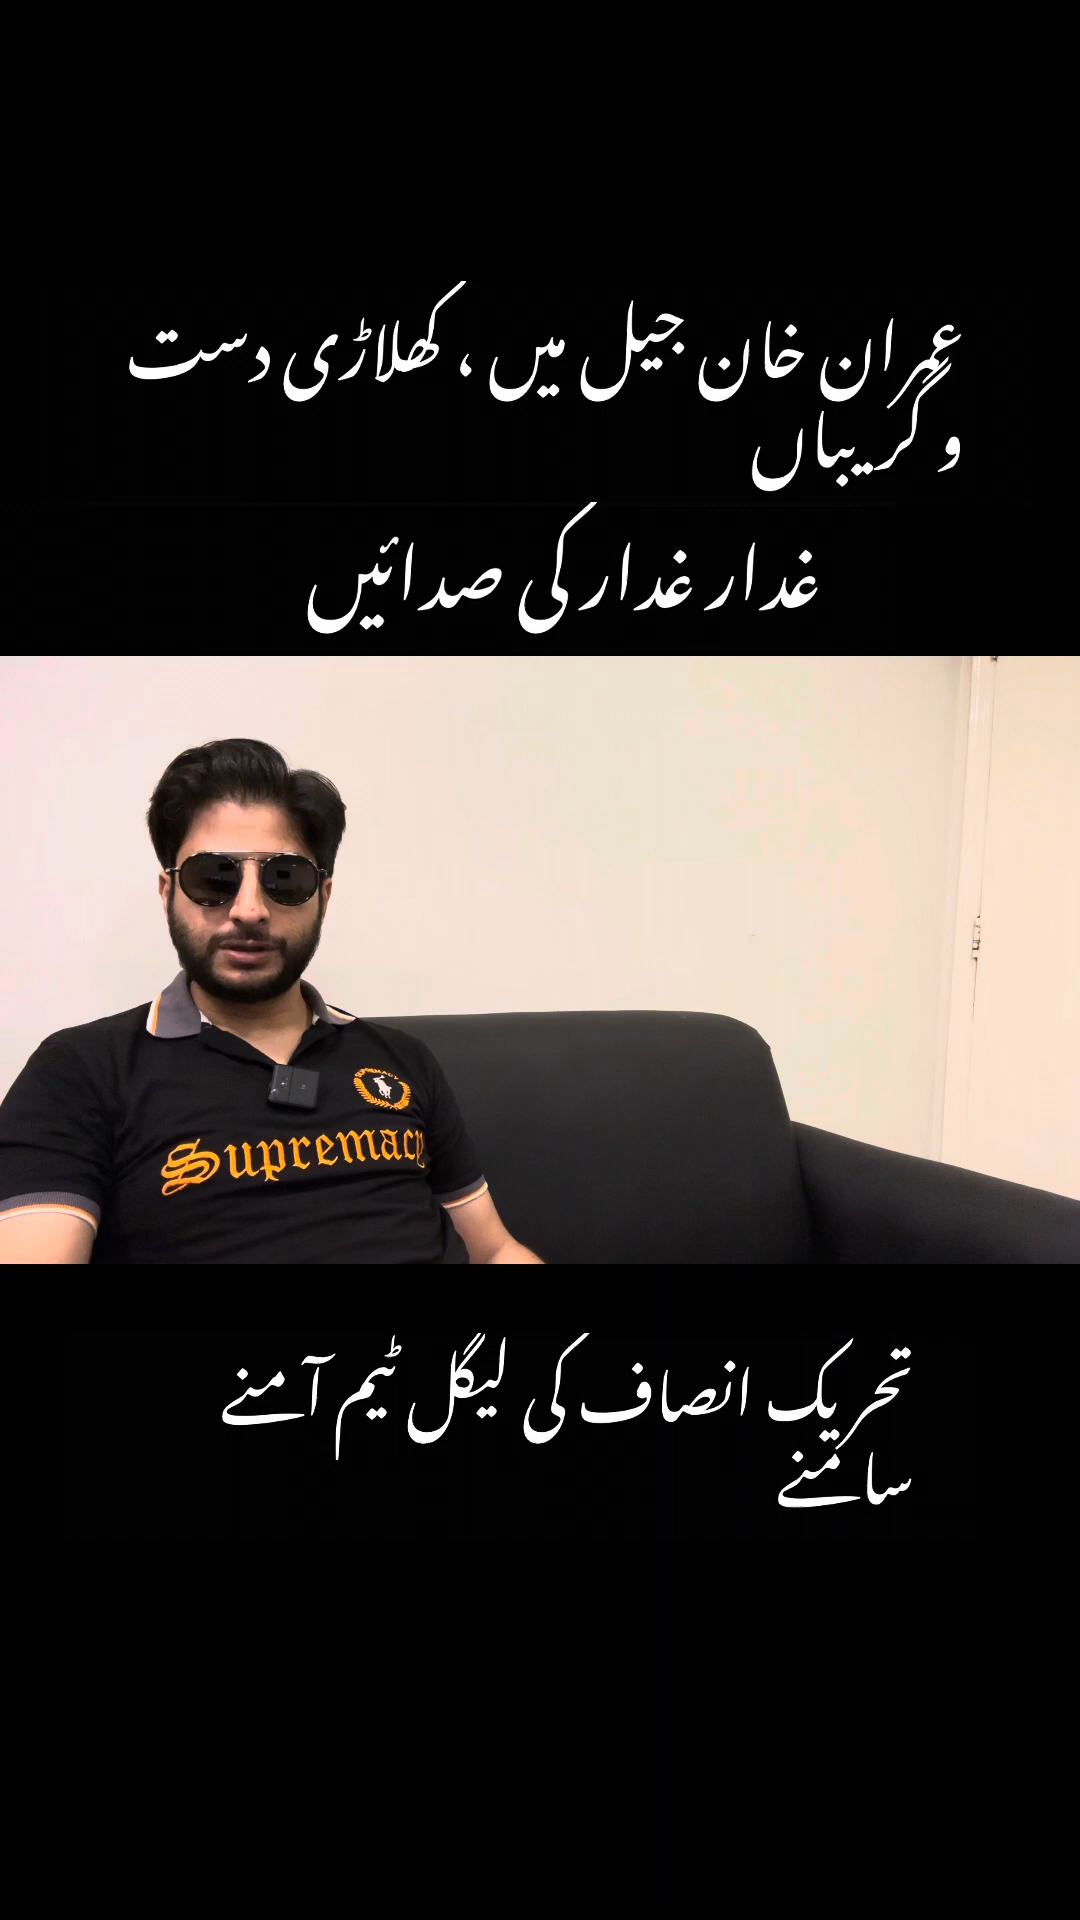 عمران خان جیل میں ، کھلاڑی دست
و گریباں
غدار غدار کی صدائیں
SUPREMACY
Supremacy
تحریک انصاف کی لیگل ٹیم آمنے
سامنے